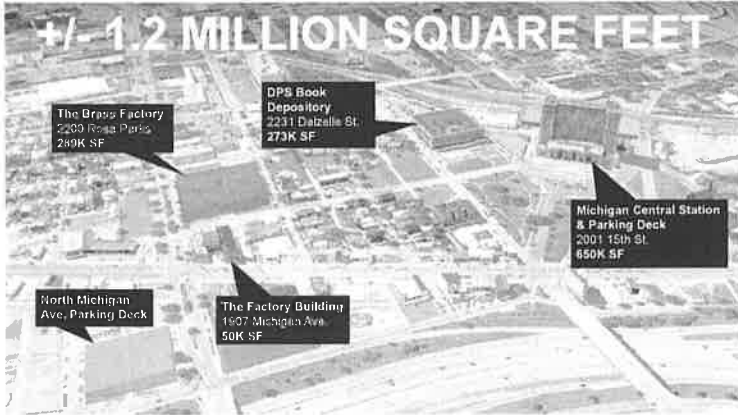 +/- 1.2 MILLION SQUARE FEET
DPS Book
Depository
2231 Dalzelle St.
273K SF
The Brass Factory
2200 Rosa Parks
269K SF
Michigan Central Station
& Parking Deck
2001 15th St.
650K SF
North Michigan
Ave, Parking Deck
The Factory Building
1907 Michigan Ave.
50K SF